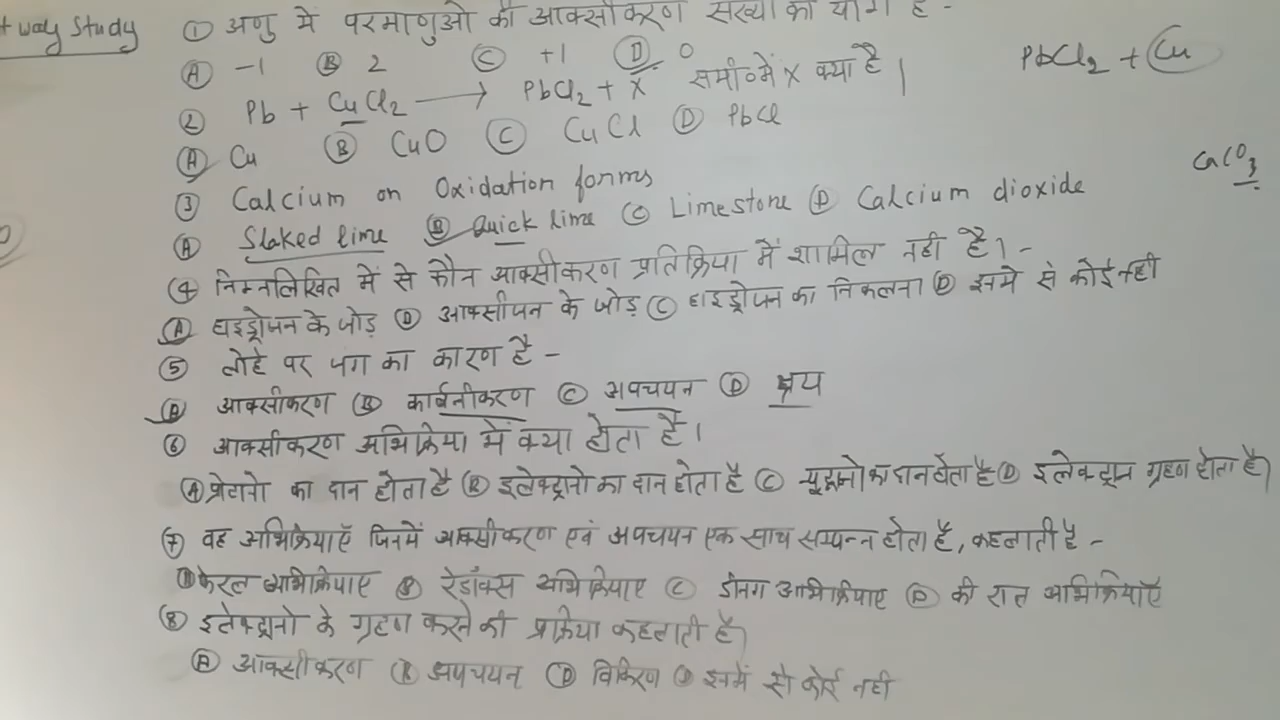 way Study
① अणु में परमाणुओ की आक्सीकरण संख्या का योग है -
Ⓐ -1 Ⓑ 2 Ⓒ +1 Ⓓ 0
② Pb + CuCl2 → PbCl2 + X समी० में X क्या है।
PbCl2 + Cu
Ⓐ Cu Ⓑ CuO Ⓒ CuCl Ⓓ PbCl
③ Calcium on Oxidation forms
CaCO3
Ⓐ Slaked lime Ⓑ Quick lime Ⓒ Limestone Ⓓ Calcium dioxide
④ निम्नलिखित में से कौन आक्सीकरण प्रतिक्रिया में शामिल नही है। -
Ⓐ हाइड्रोजन के जोड़ Ⓑ आक्सीजन के जोड़ Ⓒ हाइड्रोजन का निकलना Ⓓ इनमे से कोई नही
⑤ लोहे पर जंग का कारण है -
Ⓐ आक्सीकरण Ⓑ कार्बनीकरण Ⓒ अपचयन Ⓓ
⑥ आक्सीकरण अभिक्रिया में क्या होता है।
Ⓐ प्रोटानो का दान होता है Ⓑ इलेक्ट्रानो का दान होता है Ⓒ का दान होता है Ⓓ इलेक्ट्रान ग्रहण होता है।
⑦ वह अभिक्रियाएँ जिनमें आक्सीकरण एवं अपचयन एक साथ सम्पन्न होता है, कहलाती है -
Ⓐ अभिक्रियाए Ⓑ रेडॉक्स अभिक्रियाए Ⓒ अभिक्रियाए Ⓓ अभिक्रियाएँ
⑧ इलेक्ट्रानो के ग्रहण करने की प्रक्रिया कहलाती है।
Ⓐ ऑक्सीकरण Ⓑ अपचयन Ⓓ विकिरण Ⓓ इनमें से कोई नही